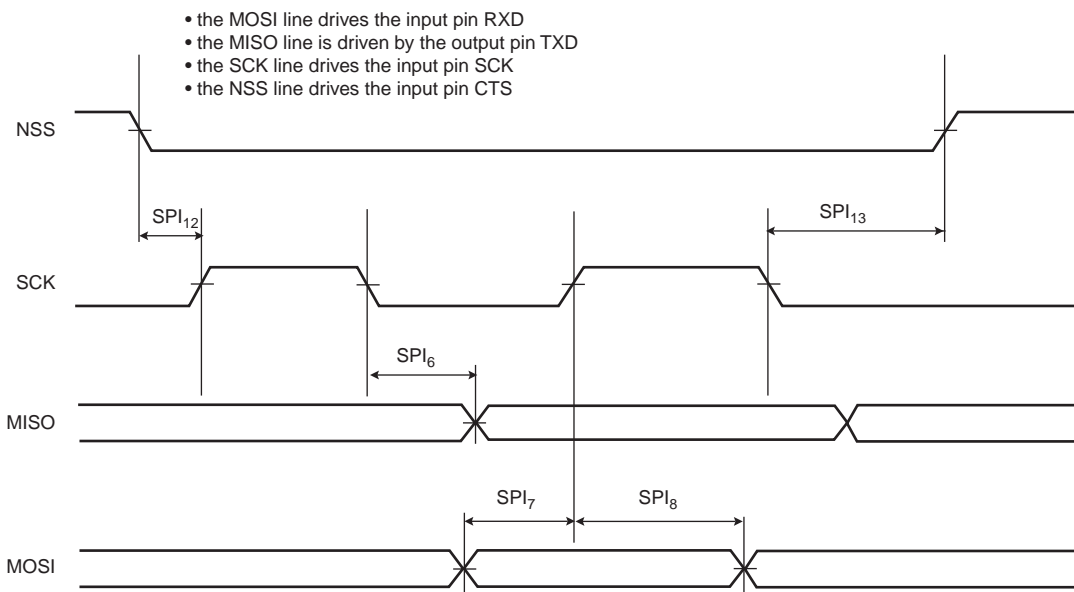 • the MOSI line drives the input pin RXD
• the MISO line is driven by the output pin TXD
• the SCK line drives the input pin SCK
• the NSS line drives the input pin CTS
NSS
SPI12
SPI13
SCK
SPI6
MISO
SPI7
SPI8
MOSI